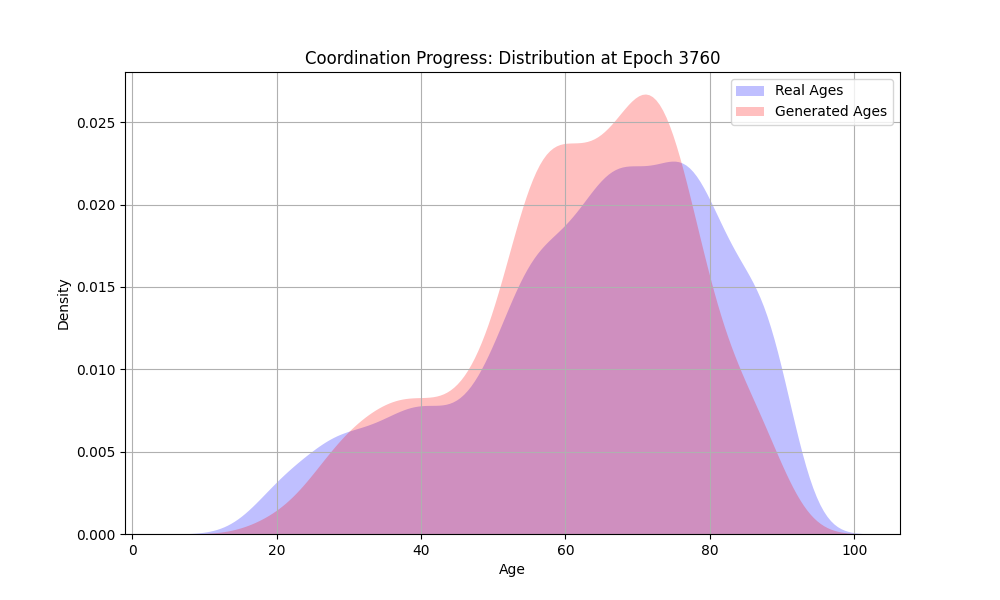 Coordination Progress: Distribution at Epoch 3760
Real Ages
Generated Ages
0.025
0.020
0.015
0.010
0.005
0.000
Density
0 20 40 60 80 100
Age